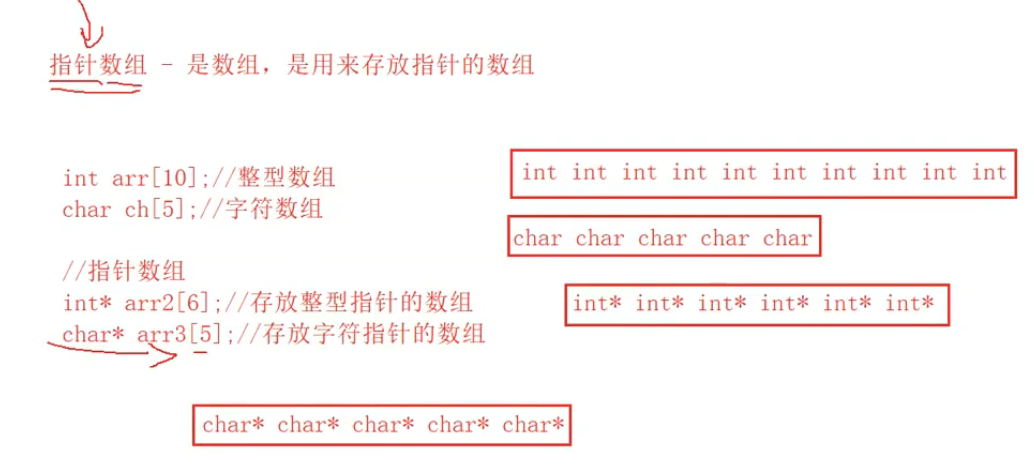 指针数组 - 是数组，是用来存放指针的数组
int arr[10];//整型数组
int int int int int int int int int int
char ch[5];//字符数组
char char char char char
//指针数组
int* arr2[6];//存放整型指针的数组
int* int* int* int* int* int*
char* arr3[5];//存放字符指针的数组
char* char* char* char* char*